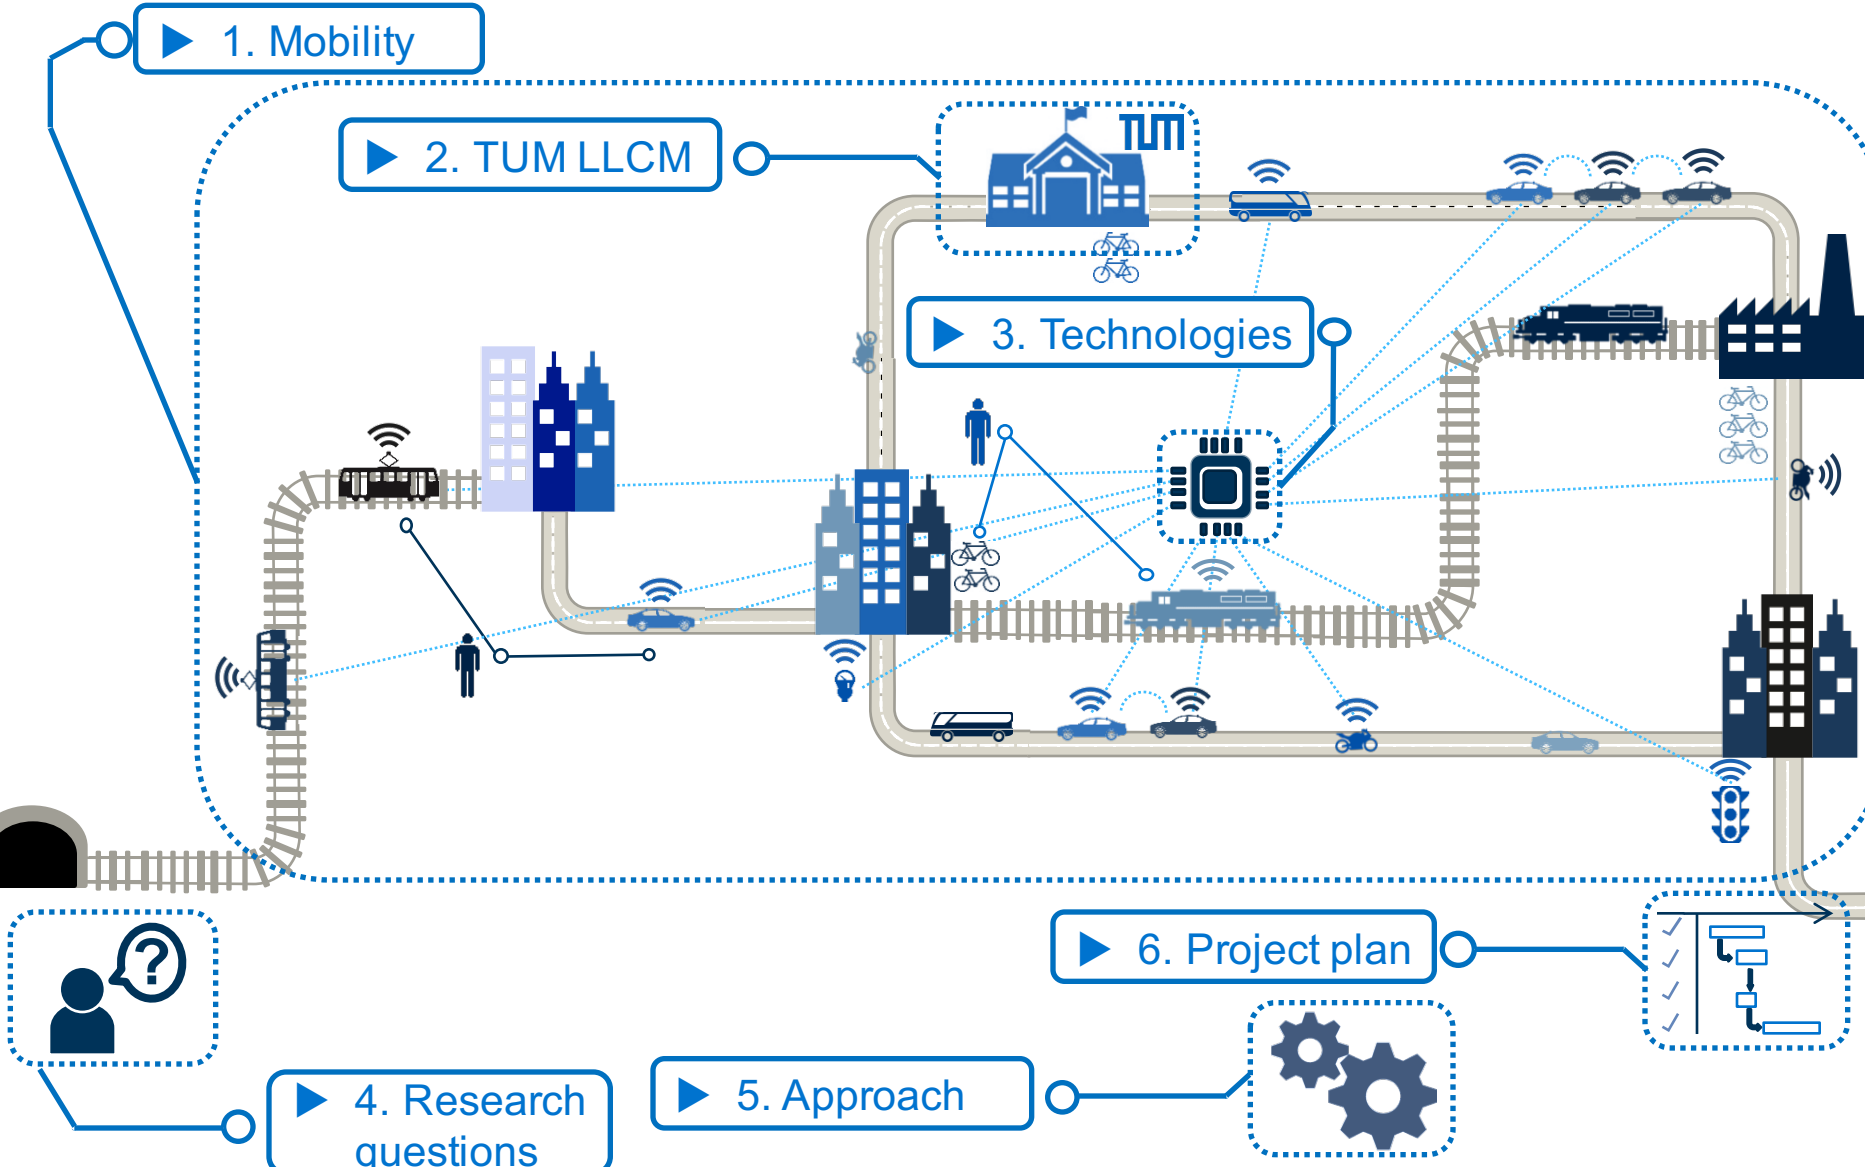 1. Mobility
2. TUM LLCM
TUM
3. Technologies
?
6. Project plan
4. Research
questions
5. Approach